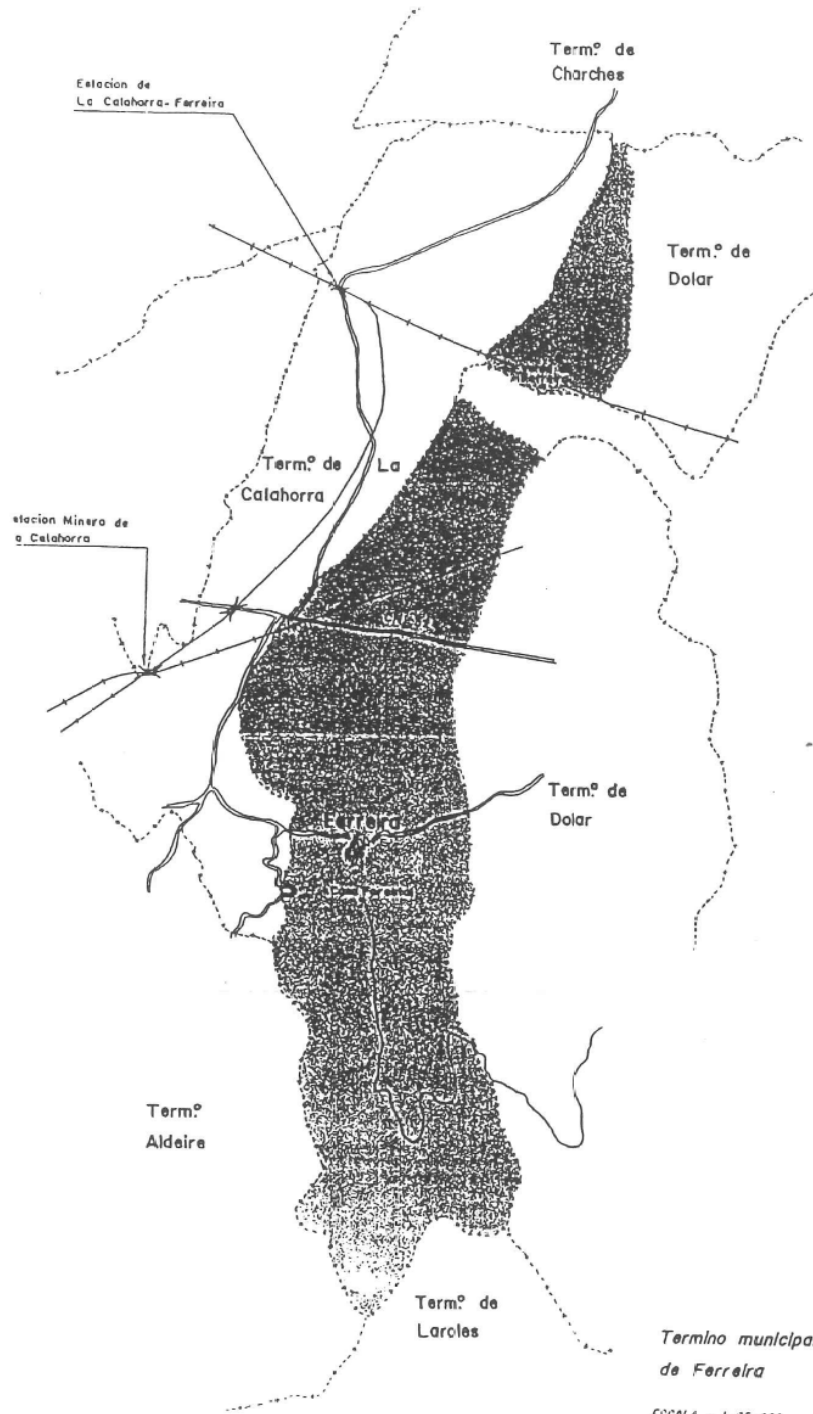 Term.º de
Charches
Estacion de
La Calahorra-Ferreira
Term.º de
Dolar
Term.º de La
Calahorra
stacion Minera de
a Calahorra
Term.º de
Dolar
Ferreira
Term.º
Aldeire
Term.º de
Laroles
Termino municipa
de Ferreira